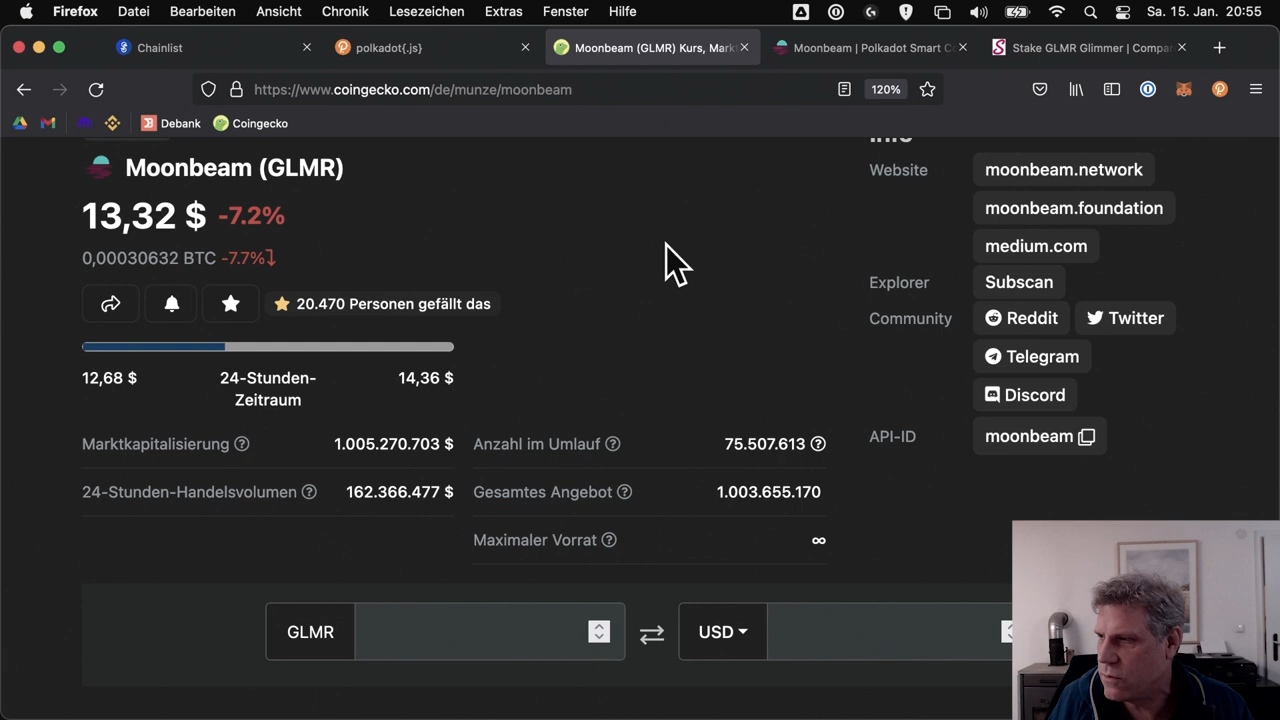 Firefox Datei Bearbeiten Ansicht Chronik Lesezeichen Extras Fenster Hilfe Sa. 15. Jan. 20:55
Chainlist polkadot{.js} Moonbeam (GLMR) Kurs, Mark Moonbeam | Polkadot Smart C Stake GLMR Glimmer | Compa
https://www.coingecko.com/de/munze/moonbeam 120%
Debank Coingecko
Info
Moonbeam (GLMR)
Website moonbeam.network
13,32 $ -7.2%
moonbeam.foundation
medium.com
0,00030632 BTC -7.7%
Explorer Subscan
20.470 Personen gefällt das
Community Reddit Twitter
Telegram
12,68 $ 24-Stunden-Zeitraum 14,36 $
Discord
API-ID moonbeam
Marktkapitalisierung 1.005.270.703 $ Anzahl im Umlauf 75.507.613
24-Stunden-Handelsvolumen 162.366.477 $ Gesamtes Angebot 1.003.655.170
Maximaler Vorrat ∞
GLMR USD